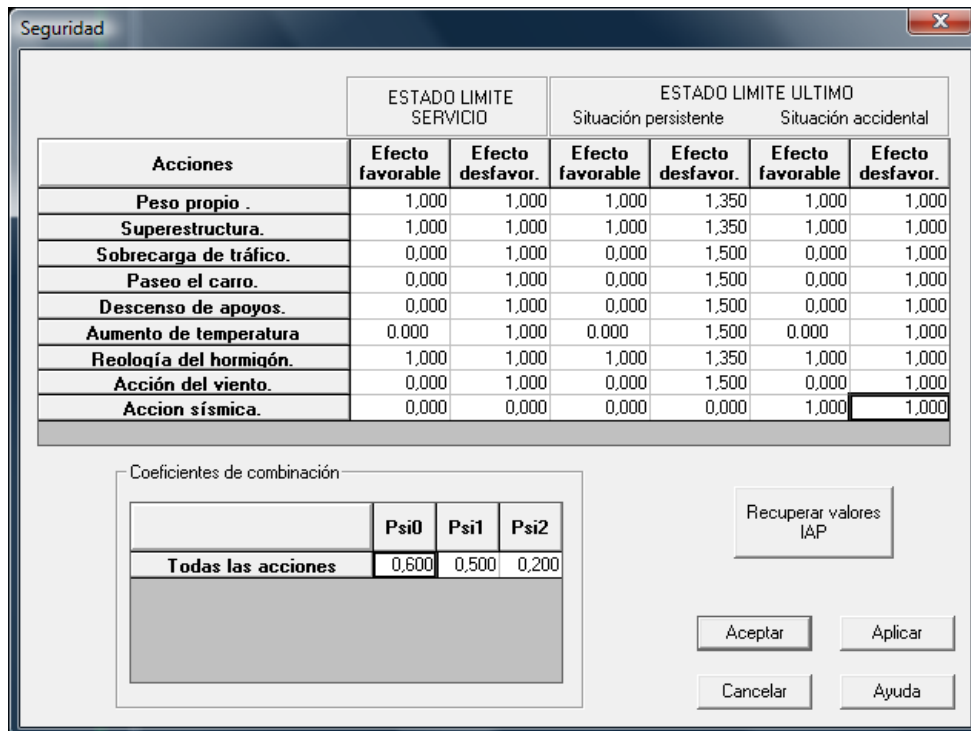 Seguridad
ESTADO LIMITE
SERVICIO
ESTADO LIMITE ULTIMO
Situación persistente Situación accidental
Acciones Efecto favorable Efecto desfavor. Efecto favorable Efecto desfavor. Efecto favorable Efecto desfavor.
Peso propio . 1,000 1,000 1,000 1,350 1,000 1,000
Superestructura. 1,000 1,000 1,000 1,350 1,000 1,000
Sobrecarga de tráfico. 0,000 1,000 0,000 1,500 0,000 1,000
Paseo el carro. 0,000 1,000 0,000 1,500 0,000 1,000
Descenso de apoyos. 0,000 1,000 0,000 1,500 0,000 1,000
Aumento de temperatura 0.000 1,000 0.000 1,500 0.000 1,000
Reología del hormigón. 1,000 1,000 1,000 1,350 1,000 1,000
Acción del viento. 0,000 1,000 0,000 1,500 0,000 1,000
Accion sísmica. 0,000 0,000 0,000 0,000 1,000 1,000
Coeficientes de combinación
Psi0 Psi1 Psi2
Todas las acciones 0,600 0,500 0,200
Recuperar valores
IAP
Aceptar Aplicar
Cancelar Ayuda